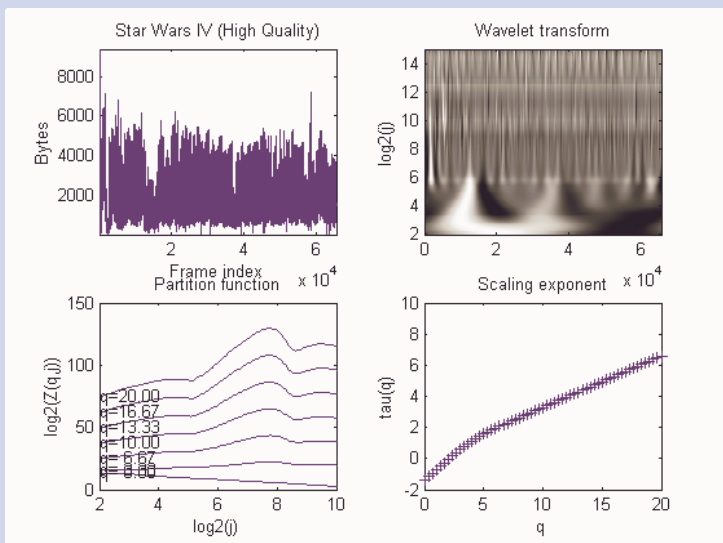 Star Wars IV (High Quality)
8000
6000
4000
2000
Bytes
2 4 6
x 10^4
Frame index
Wavelet transform
14
12
10
8
6
4
2
log2(j)
0 2 4 6
x 10^4
Partition function
150
100
50
0
log2(Z(q,j))
q=20.00
q=16.67
q=13.33
q=10.00
q=6.67
2 4 6 8 10
log2(j)
Scaling exponent
10
8
6
4
2
0
-2
tau(q)
0 5 10 15 20
q